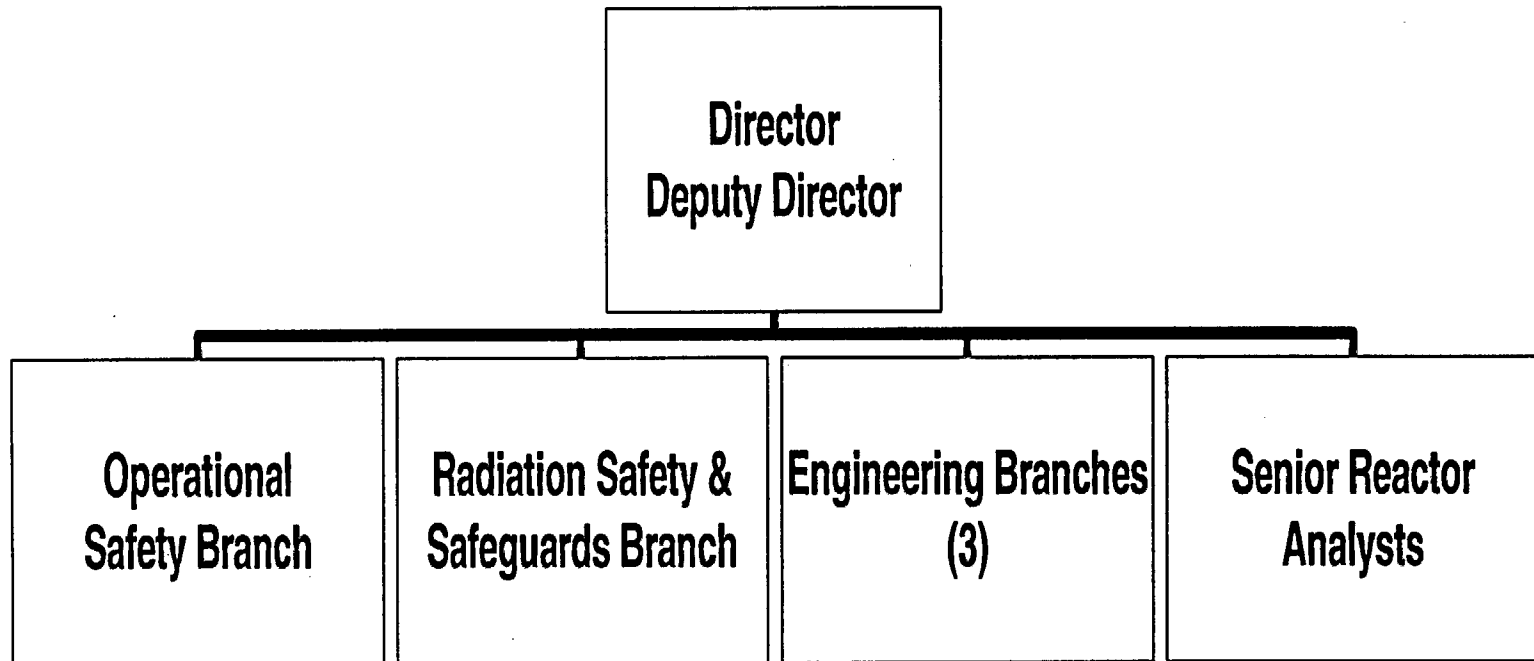 Director
Deputy Director
Operational
Safety Branch
Radiation Safety &
Safeguards Branch
Engineering Branches
(3)
Senior Reactor
Analysts